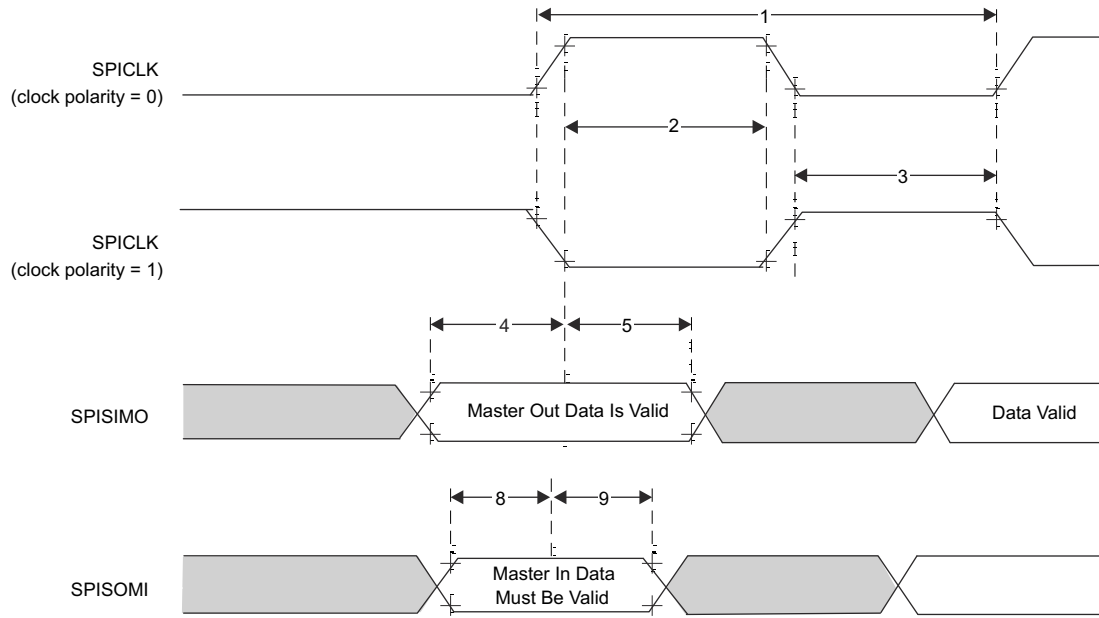 1
SPICLK
(clock polarity = 0)
2
3
SPICLK
(clock polarity = 1)
4
5
SPISIMO
Master Out Data Is Valid
Data Valid
8
9
SPISOMI
Master In Data
Must Be Valid